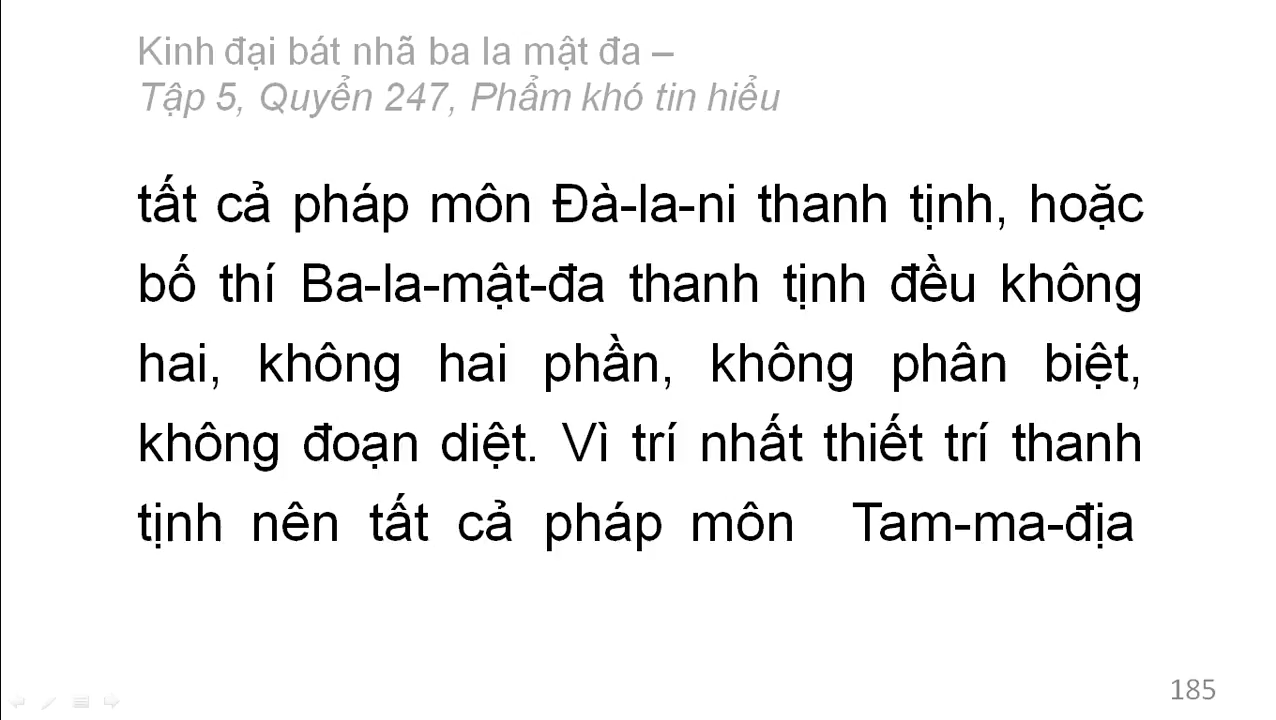 Kinh đại bát nhã ba la mật đa –
Tập 5, Quyển 247, Phẩm khó tin hiểu
tất cả pháp môn Đà-la-ni thanh tịnh, hoặc
bố thí Ba-la-mật-đa thanh tịnh đều không
hai, không hai phần, không phân biệt,
không đoạn diệt. Vì trí nhất thiết trí thanh
tịnh nên tất cả pháp môn Tam-ma-địa
185